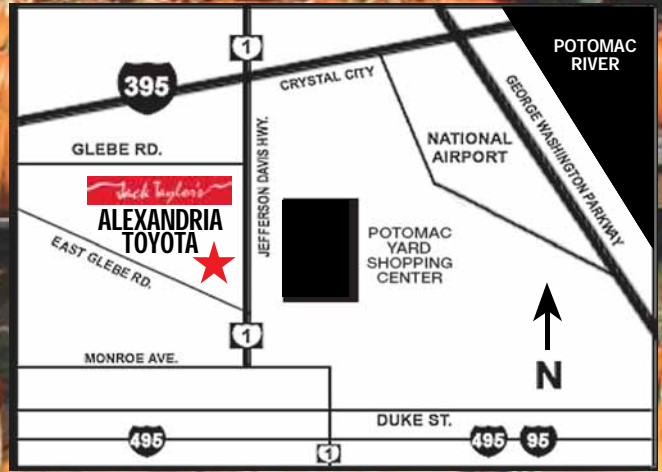 POTOMAC
RIVER
1
395
CRYSTAL CITY
GEORGE WASHINGTON PARKWAY
GLEBE RD.
JEFFERSON DAVIS HWY.
NATIONAL
AIRPORT
Jack Taylor's
ALEXANDRIA
TOYOTA
EAST GLEBE RD.
POTOMAC
YARD
SHOPPING
CENTER
1
MONROE AVE.
N
DUKE ST.
495
1
495
95